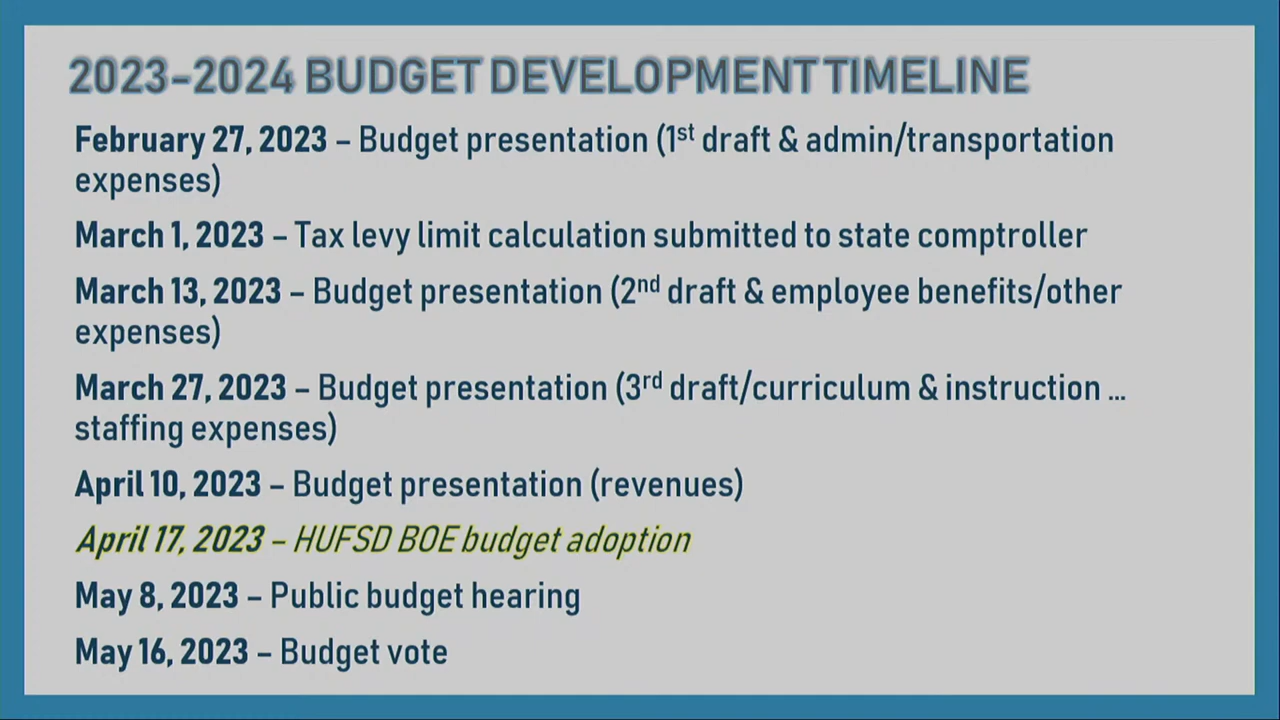 2023-2024 BUDGET DEVELOPMENT TIMELINE
February 27, 2023 – Budget presentation (1st draft & admin/transportation
expenses)
March 1, 2023 – Tax levy limit calculation submitted to state comptroller
March 13, 2023 – Budget presentation (2nd draft & employee benefits/other
expenses)
March 27, 2023 – Budget presentation (3rd draft/curriculum & instruction ...
staffing expenses)
April 10, 2023 – Budget presentation (revenues)
April 17, 2023 – HUFSD BOE budget adoption
May 8, 2023 – Public budget hearing
May 16, 2023 – Budget vote